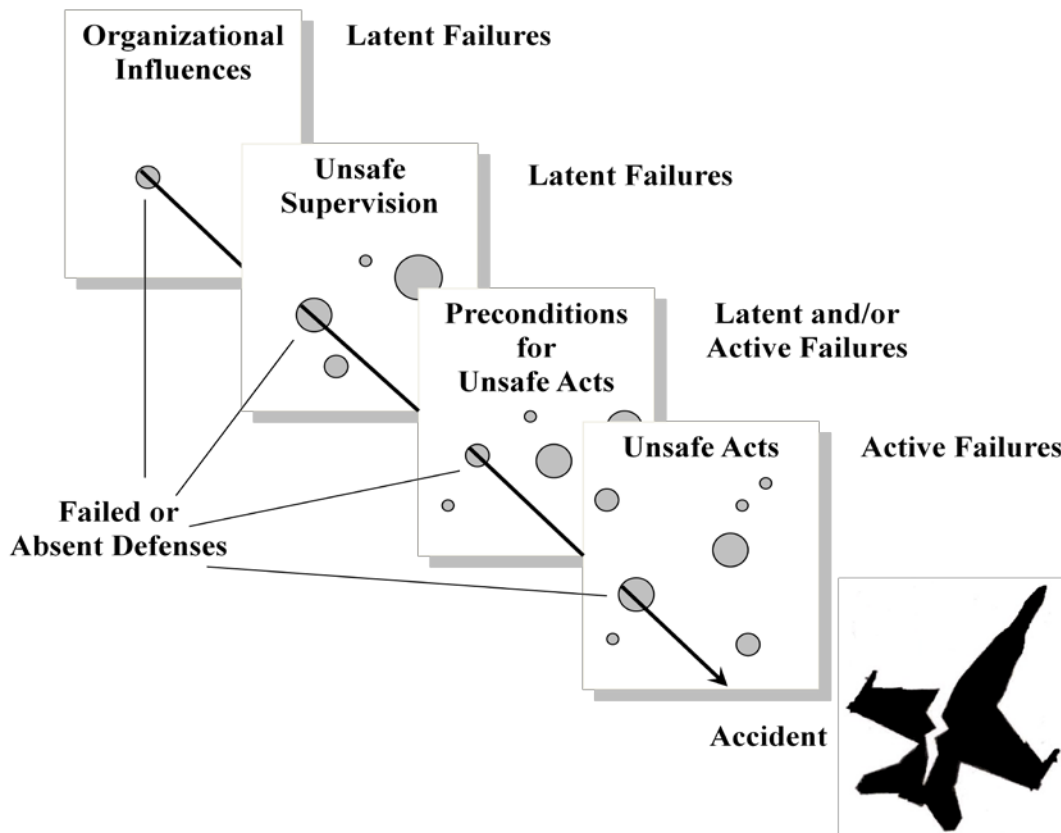 Organizational
Influences
Latent Failures
Unsafe
Supervision
Latent Failures
Preconditions
for
Unsafe Acts
Latent and/or
Active Failures
Unsafe Acts
Active Failures
Failed or
Absent Defenses
Accident